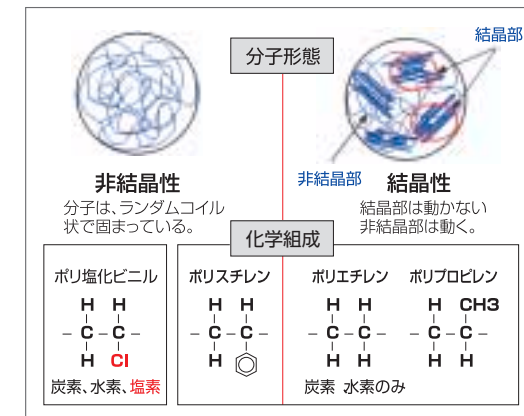 分子形態
結晶部
非結晶部
非結晶性
分子は、ランダムコイル
状で固まっている。
結晶性
結晶部は動かない
非結晶部は動く。
化学組成
ポリ塩化ビニル
H H
– C – C –
H Cl
炭素、水素、塩素
ポリスチレン
H H
– C – C –
H
ポリエチレン
H H
– C – C –
H H
ポリプロピレン
H CH3
– C – C –
H H
炭素 水素のみ